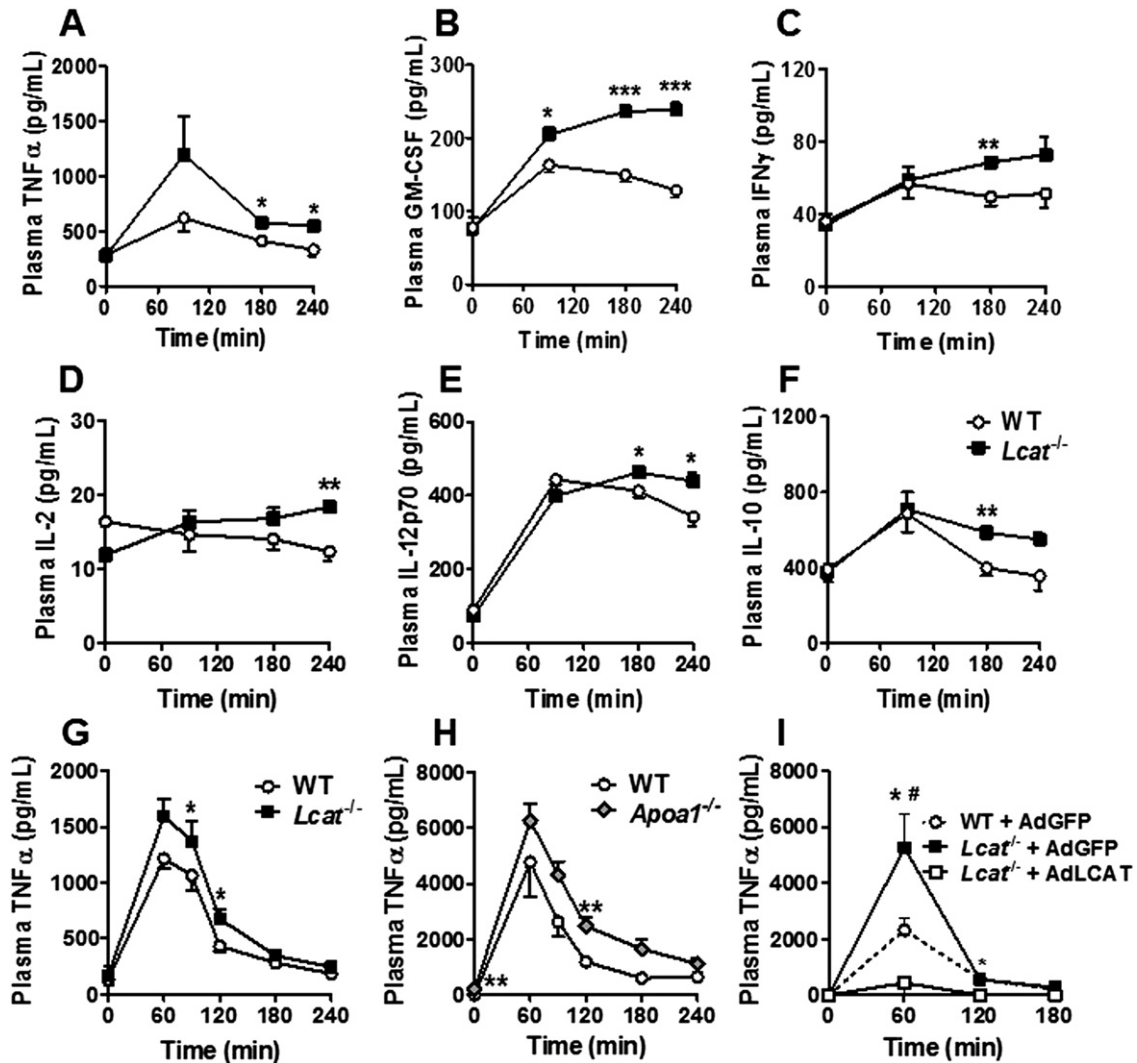 A
Plasma TNFα (pg/mL)
2000
1500
1000
500
0
* *
0 60 120 180 240
Time (min)
B
Plasma GM-CSF (pg/mL)
300
200
100
0
* *** ***
0 60 120 180 240
Time (min)
C
Plasma IFNγ (pg/mL)
120
80
40
0
**
0 60 120 180 240
Time (min)
D
Plasma IL-2 (pg/mL)
30
20
10
0
**
0 60 120 180 240
Time (min)
E
Plasma IL-12p70 (pg/mL)
600
400
200
0
* *
0 60 120 180 240
Time (min)
F
Plasma IL-10 (pg/mL)
1200
800
400
0
WT
Lcat-/-
**
0 60 120 180 240
Time (min)
G
Plasma TNFα (pg/mL)
2000
1500
1000
500
0
WT
Lcat-/-
*
*
0 60 120 180 240
Time (min)
H
Plasma TNFα (pg/mL)
8000
6000
4000
2000
0
WT
Apoa1-/-
**
**
0 60 120 180 240
Time (min)
I
Plasma TNFα (pg/mL)
8000
6000
4000
2000
0
* #
WT + AdGFP
Lcat-/- + AdGFP
Lcat-/- + AdLCAT
*
0 60 120 180
Time (min)